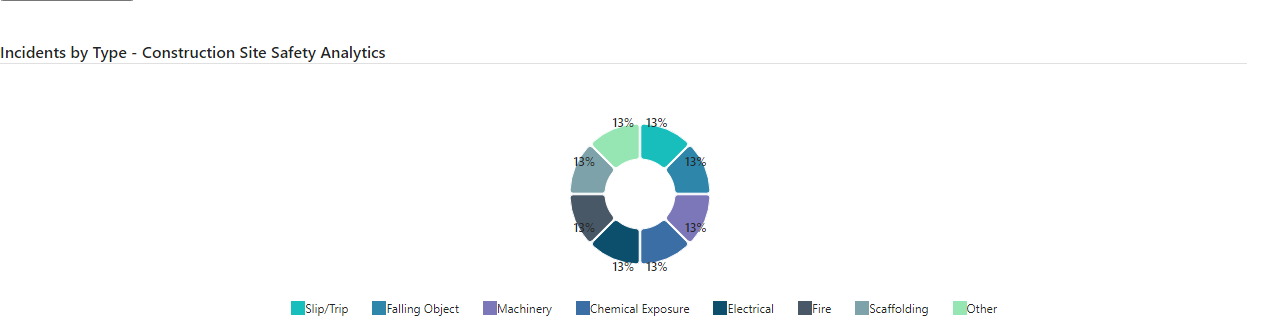 Incidents by Type - Construction Site Safety Analytics
13% 13%
13% 13%
13% 13%
13% 13%
Slip/Trip Falling Object Machinery Chemical Exposure Electrical Fire Scaffolding Other